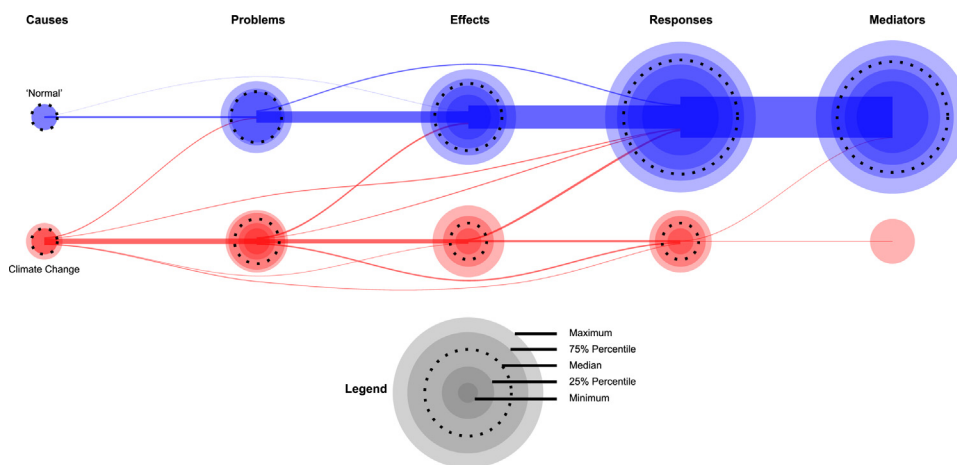 Causes
Problems
Effects
Responses
Mediators
'Normal'
Climate Change
Legend
Maximum
75% Percentile
Median
25% Percentile
Minimum